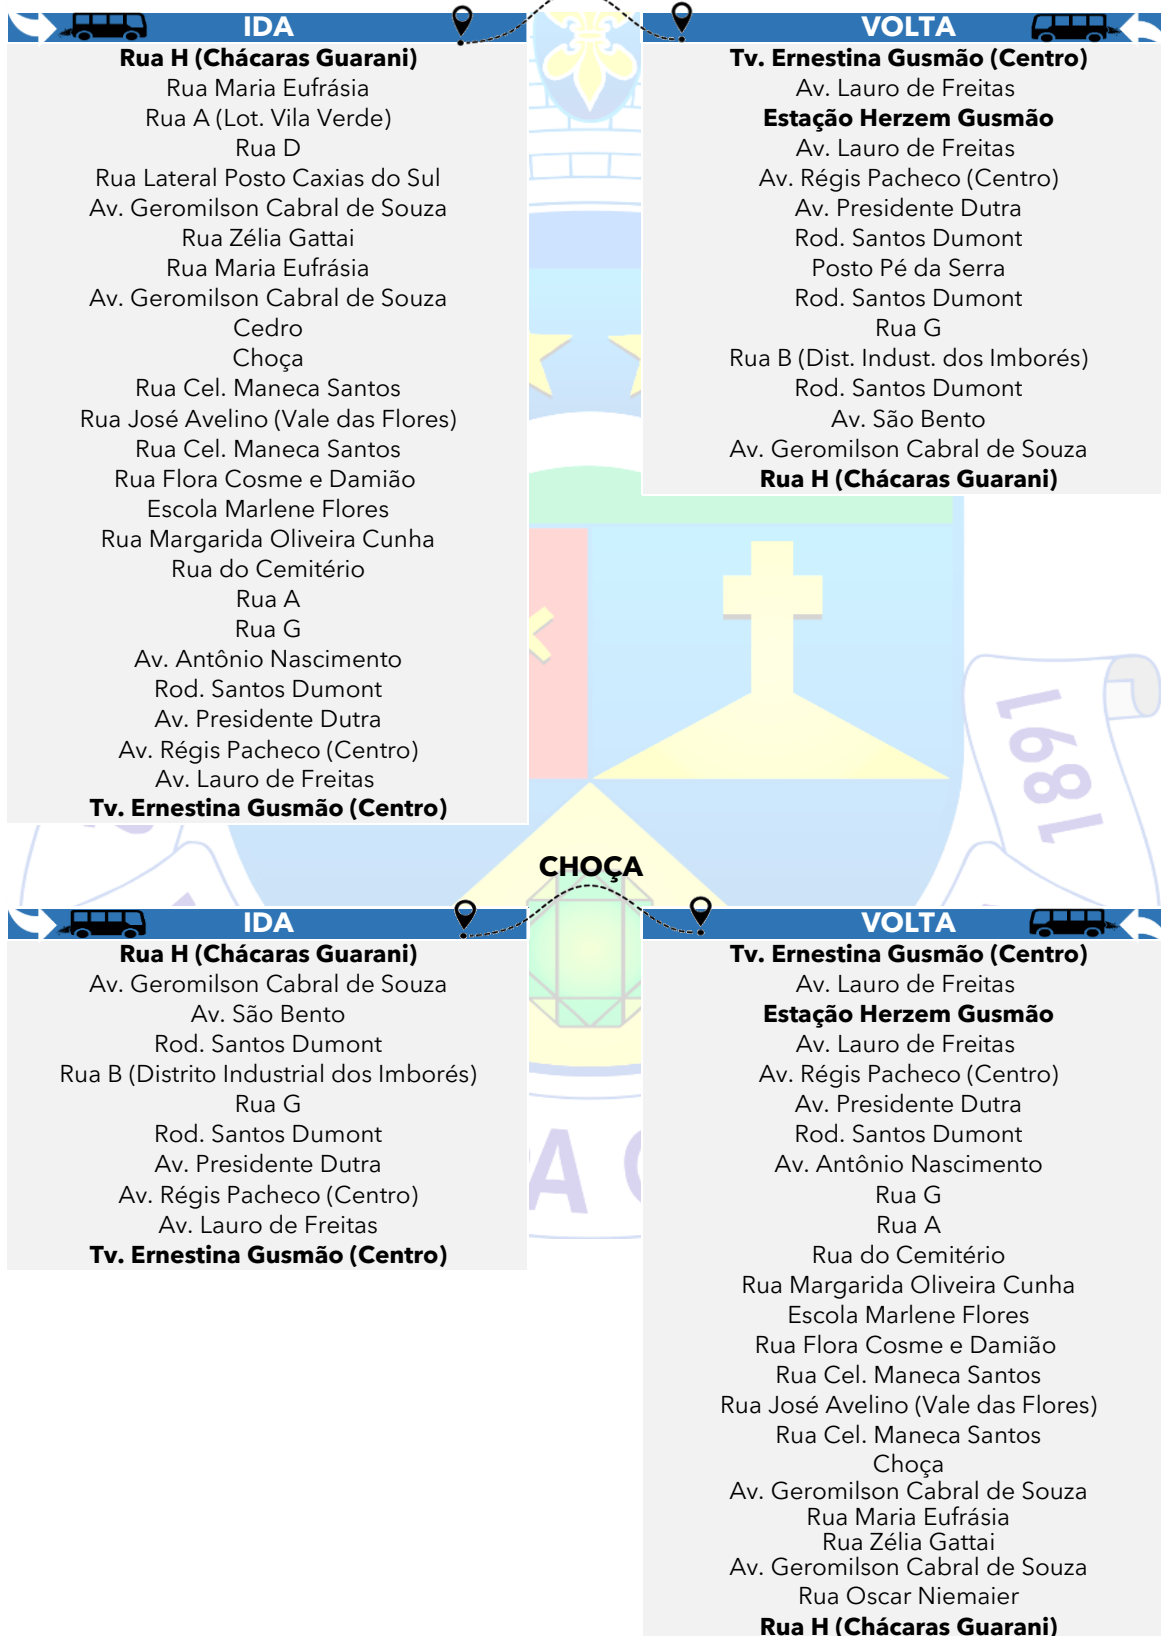 IDA
Rua H (Chácaras Guarani)
Rua Maria Eufrásia
Rua A (Lot. Vila Verde)
Rua D
Rua Lateral Posto Caxias do Sul
Av. Geromilson Cabral de Souza
Rua Zélia Gattai
Rua Maria Eufrásia
Av. Geromilson Cabral de Souza
Cedro
Choça
Rua Cel. Maneca Santos
Rua José Avelino (Vale das Flores)
Rua Cel. Maneca Santos
Rua Flora Cosme e Damião
Escola Marlene Flores
Rua Margarida Oliveira Cunha
Rua do Cemitério
Rua A
Rua G
Av. Antônio Nascimento
Rod. Santos Dumont
Av. Presidente Dutra
Av. Régis Pacheco (Centro)
Av. Lauro de Freitas
Tv. Ernestina Gusmão (Centro)
VOLTA
Tv. Ernestina Gusmão (Centro)
Av. Lauro de Freitas
Estação Herzem Gusmão
Av. Lauro de Freitas
Av. Régis Pacheco (Centro)
Av. Presidente Dutra
Rod. Santos Dumont
Posto Pé da Serra
Rod. Santos Dumont
Rua G
Rua B (Dist. Indust. dos Imborés)
Rod. Santos Dumont
Av. São Bento
Av. Geromilson Cabral de Souza
Rua H (Chácaras Guarani)
1891
CHOÇA
IDA
Rua H (Chácaras Guarani)
Av. Geromilson Cabral de Souza
Av. São Bento
Rod. Santos Dumont
Rua B (Distrito Industrial dos Imborés)
Rua G
Rod. Santos Dumont
Av. Presidente Dutra
Av. Régis Pacheco (Centro)
Av. Lauro de Freitas
Tv. Ernestina Gusmão (Centro)
VOLTA
Tv. Ernestina Gusmão (Centro)
Av. Lauro de Freitas
Estação Herzem Gusmão
Av. Lauro de Freitas
Av. Régis Pacheco (Centro)
Av. Presidente Dutra
Rod. Santos Dumont
Av. Antônio Nascimento
Rua G
Rua A
Rua do Cemitério
Rua Margarida Oliveira Cunha
Escola Marlene Flores
Rua Flora Cosme e Damião
Rua Cel. Maneca Santos
Rua José Avelino (Vale das Flores)
Rua Cel. Maneca Santos
Choça
Av. Geromilson Cabral de Souza
Rua Maria Eufrásia
Rua Zélia Gattai
Av. Geromilson Cabral de Souza
Rua Oscar Niemaier
Rua H (Chácaras Guarani)